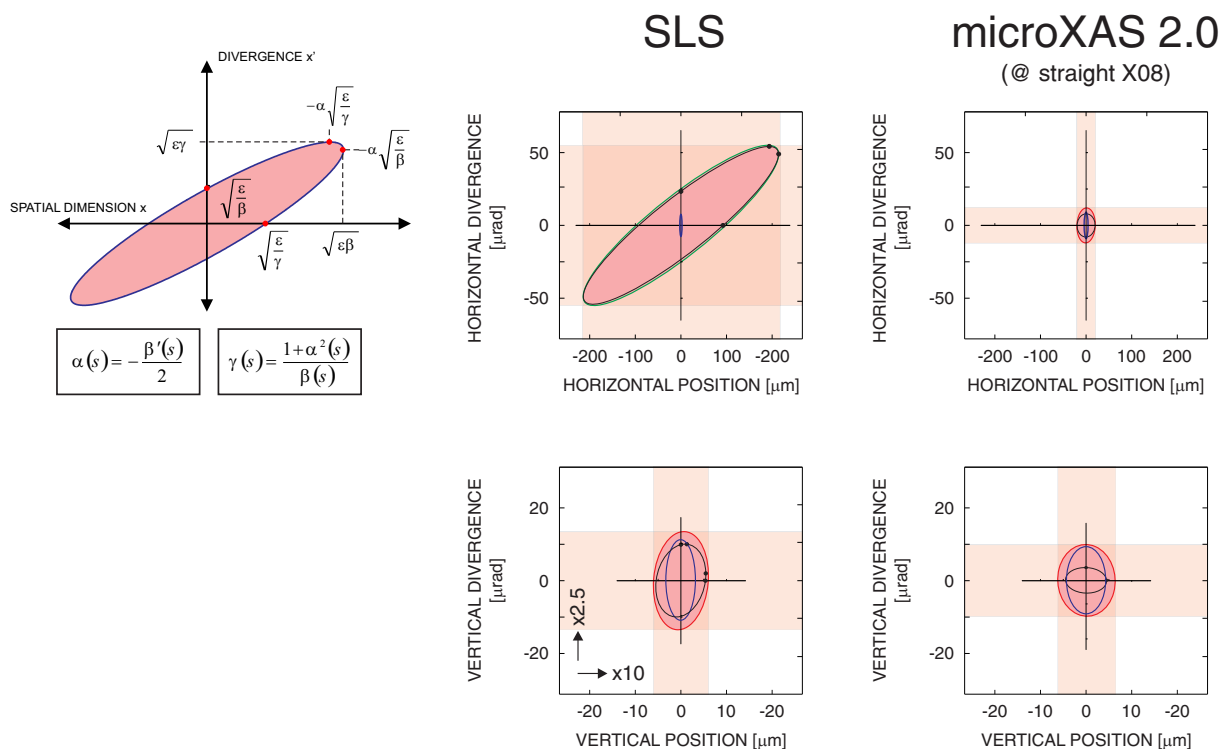 SLS
microXAS 2.0
(@ straight X08)
DIVERGENCE x'
−α√(ε/γ)
√εγ
−α√(ε/β)
SPATIAL DIMENSION x
√(ε/β)
√(ε/γ)
√εβ
α(s) = −β′(s)/2
γ(s) = (1+α²(s))/β(s)
HORIZONTAL DIVERGENCE
[μrad]
50
0
-50
-200 -100 0 -100 -200
HORIZONTAL POSITION [μm]
HORIZONTAL DIVERGENCE
[μrad]
50
0
-50
-200 -100 0 100 200
HORIZONTAL POSITION [μm]
VERTICAL DIVERGENCE
[μrad]
20
10
0
-10
-20
x2.5
x10
-20 -10 0 -10 -20
VERTICAL POSITION [μm]
VERTICAL DIVERGENCE
[μrad]
20
10
0
-10
-20
-20 -10 0 10 20
VERTICAL POSITION [μm]